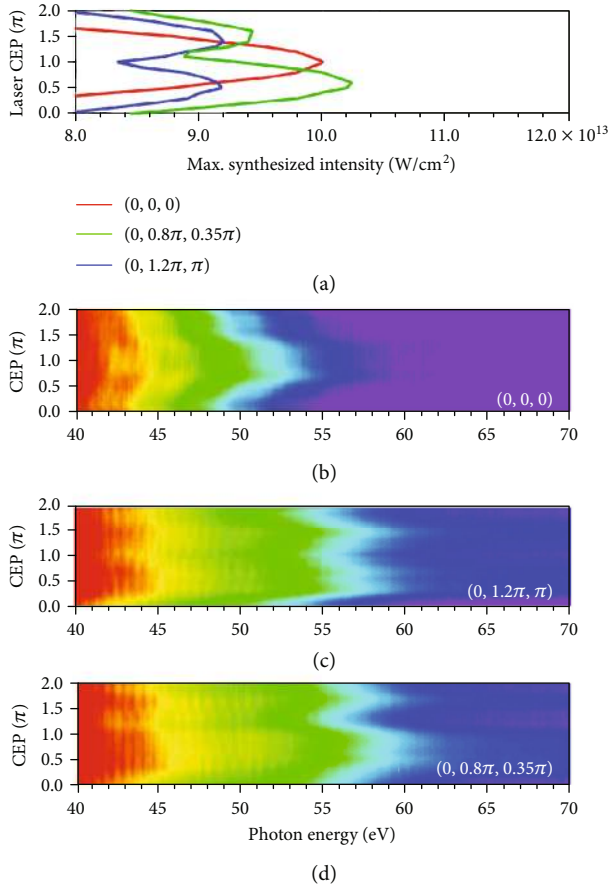 Laser CEP (π)
2.0
1.5
1.0
0.5
0.0
8.0 9.0 10.0 11.0 12.0 × 10¹³
Max. synthesized intensity (W/cm²)
(0, 0, 0)
(0, 0.8π, 0.35π)
(0, 1.2π, π)
(a)
CEP (π)
2.0
1.5
1.0
0.5
0.0
(0, 0, 0)
40 45 50 55 60 65 70
(b)
CEP (π)
2.0
1.5
1.0
0.5
0.0
(0, 1.2π, π)
40 45 50 55 60 65 70
(c)
CEP (π)
2.0
1.5
1.0
0.5
0.0
(0, 0.8π, 0.35π)
40 45 50 55 60 65 70
Photon energy (eV)
(d)